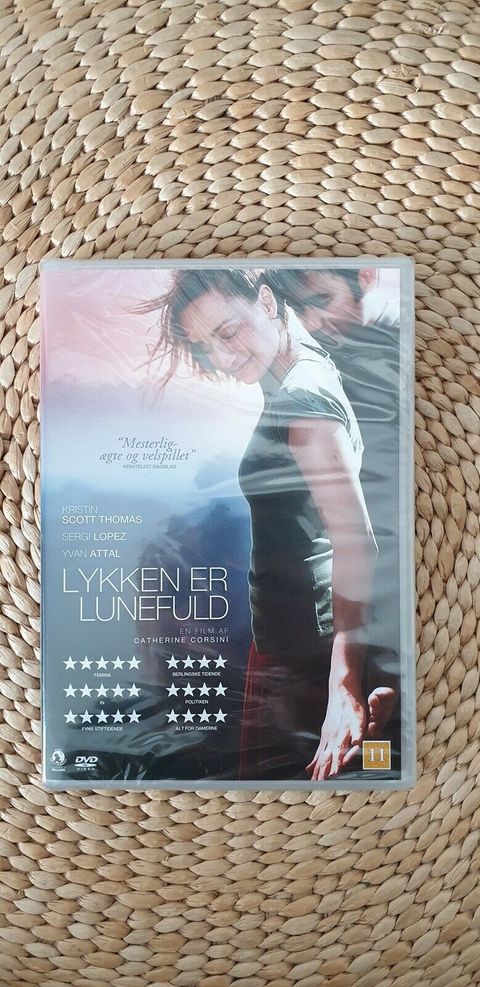 “Mesterlig-
ægte og velspillet”
KRISTELIGT DAGBLAD
KRISTIN
SCOTT THOMAS
SERGI LOPEZ
YVAN ATTAL
LYKKEN ER
LUNEFULD
EN FILM AF
CATHERINE CORSINI
FEMINA
BERLINGSKE TIDENDE
IN
POLITIKEN
FYNS STIFTIDENDE
ALT FOR DAMERNE
DVD
VIDEO
11